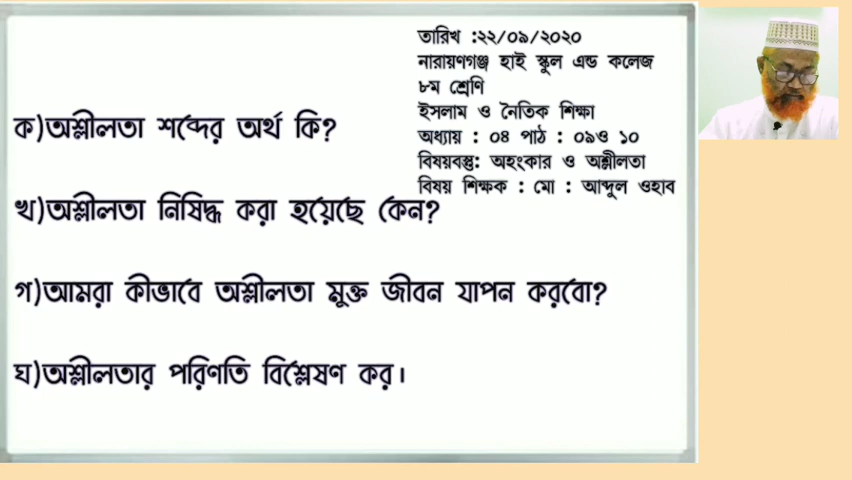 তারিখ :২২/০৯/২০২০
নারায়ণগঞ্জ হাই স্কুল এন্ড কলেজ
৮ম শ্রেণি
ইসলাম ও নৈতিক শিক্ষা
অধ্যায় : ০৪ পাঠ : ০৯ও ১০
বিষয়বস্তু: অহংকার ও অশ্লীলতা
বিষয় শিক্ষক : মো : আব্দুল ওহাব
ক)অশ্লীলতা শব্দের অর্থ কি?
খ)অশ্লীলতা নিষিদ্ধ করা হয়েছে কেন?
গ)আমরা কীভাবে অশ্লীলতা মুক্ত জীবন যাপন করবো?
ঘ)অশ্লীলতার পরিণতি বিশ্লেষণ কর।